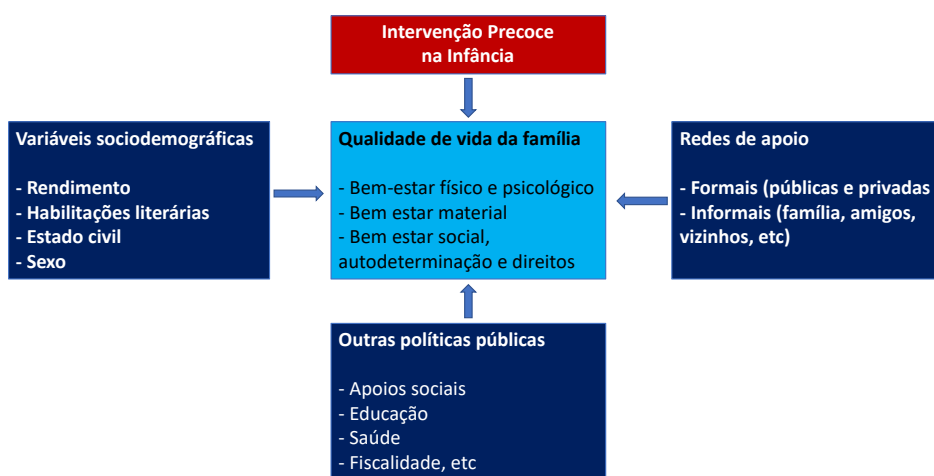 Intervenção Precoce
na Infância
Variáveis sociodemográficas
- Rendimento
- Habilitações literárias
- Estado civil
- Sexo
Qualidade de vida da família
- Bem-estar físico e psicológico
- Bem estar material
- Bem estar social,
autodeterminação e direitos
Redes de apoio
- Formais (públicas e privadas
- Informais (família, amigos,
vizinhos, etc)
Outras políticas públicas
- Apoios sociais
- Educação
- Saúde
- Fiscalidade, etc